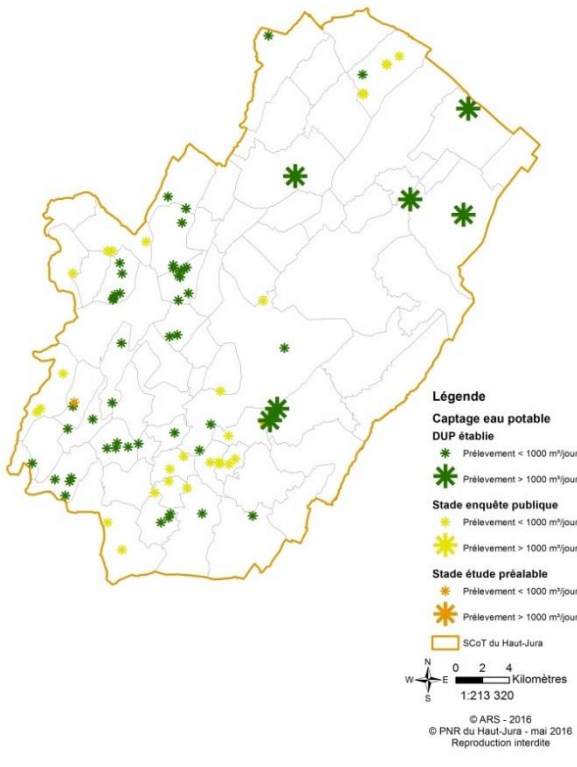 Légende
Captage eau potable
DUP établie
Prélevement < 1000 m³/jour
Prélevement > 1000 m³/jour
Stade enquête publique
Prélevement < 1000 m³/jour
Prélevement > 1000 m³/jour
Stade étude préalable
Prélevement < 1000 m³/jour
Prélevement > 1000 m³/jour
SCoT du Haut-Jura
N
W E
S
0 2 4
Kilomètres
1:213 320
© ARS - 2016
© PNR du Haut-Jura - mai 2016
Reproduction interdite